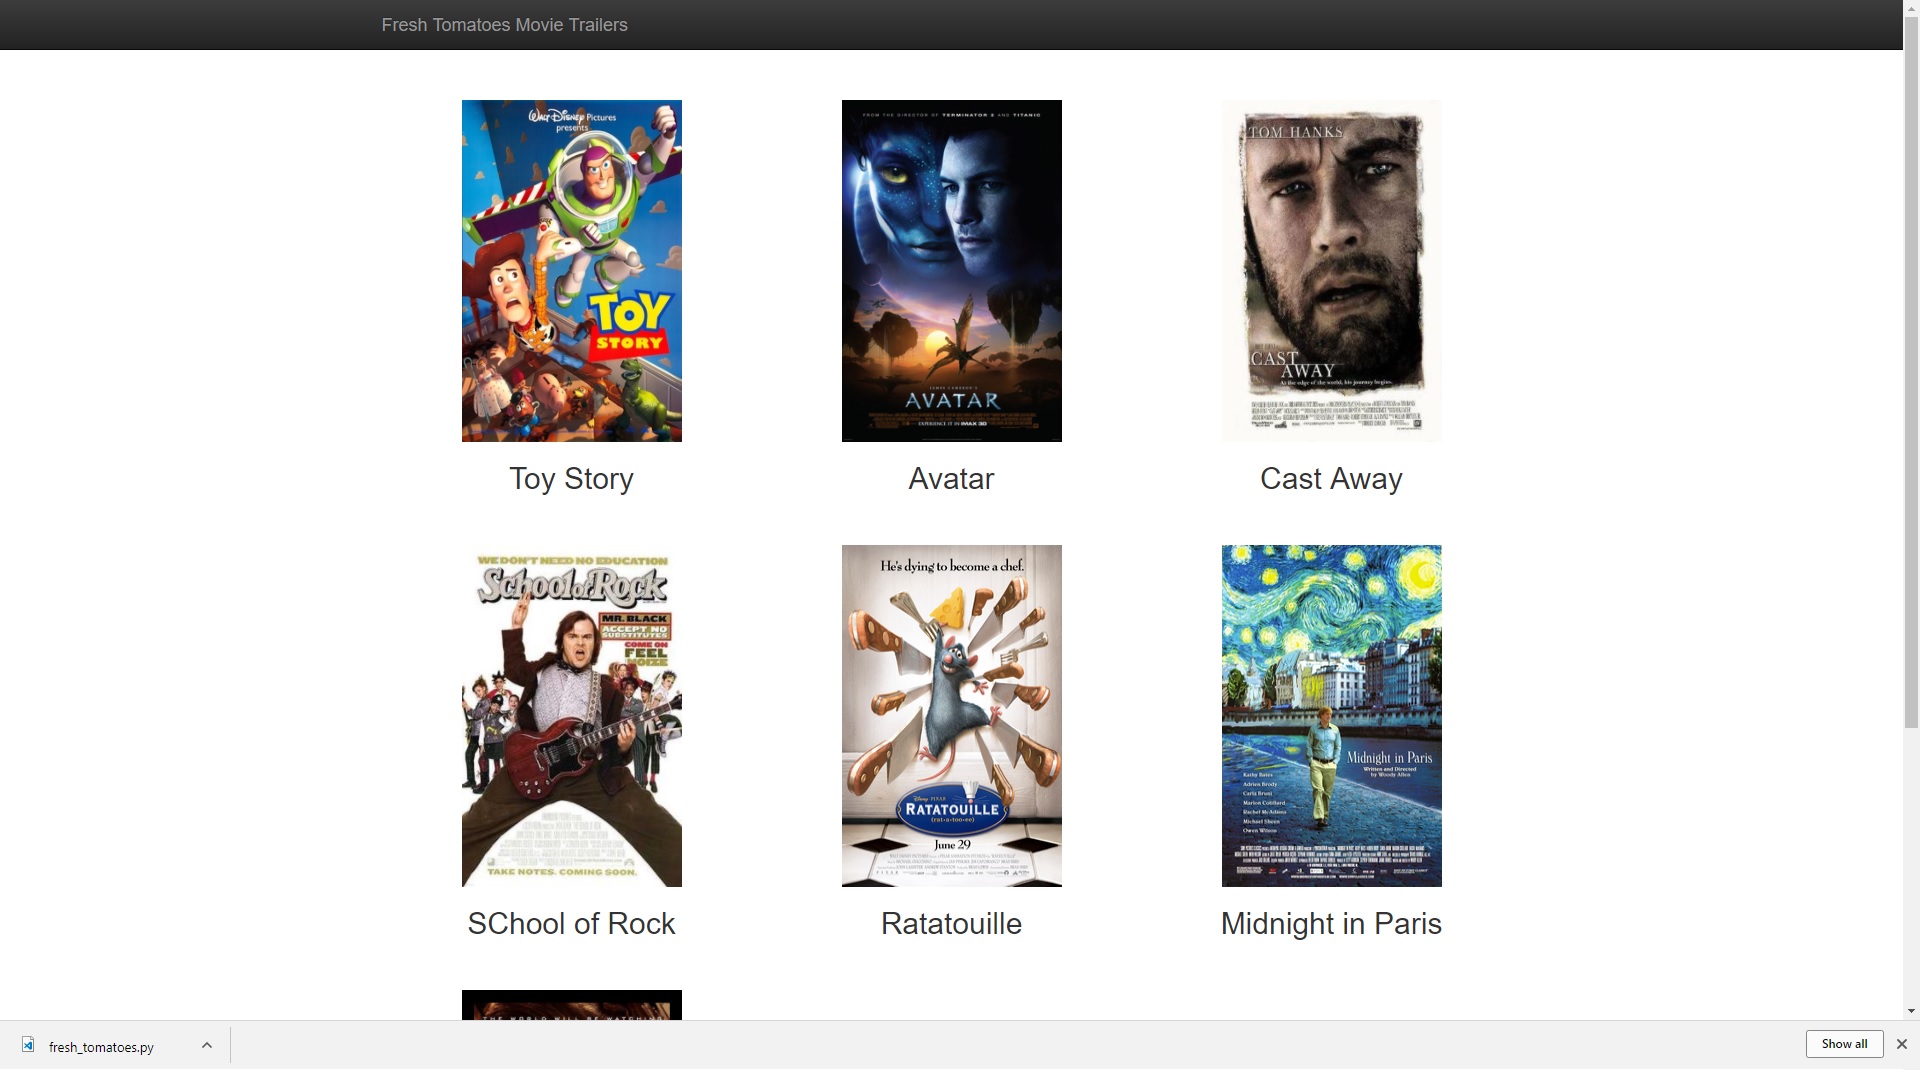 Fresh Tomatoes Movie Trailers
WALT DISNEY Pictures
presents
TOY
STORY
FROM THE DIRECTOR OF TERMINATOR 2 AND TITANIC
JAMES CAMERON'S
AVATAR
EXPERIENCE IT IN IMAX 3D
TOM HANKS
CAST
AWAY
At the edge of the world, his journey begins.
Toy Story
Avatar
Cast Away
WE DON'T NEED NO EDUCATION
School of Rock
MR. BLACK
ACCEPT NO
SUBSTITUTES
COME ON
FEEL
NOIZE
TAKE NOTES. COMING SOON.
He's dying to become a chef.
DISNEY · PIXAR
RATATOUILLE
(rat·a·too·ee)
June 29
Midnight in Paris
Written and Directed
by Woody Allen
Kathy Bates
Adrien Brody
Carla Bruni
Marion Cotillard
Rachel McAdams
Michael Sheen
Owen Wilson
SChool of Rock
Ratatouille
Midnight in Paris
THE WORLD WILL BE WATCHING
fresh_tomatoes.py
Show all